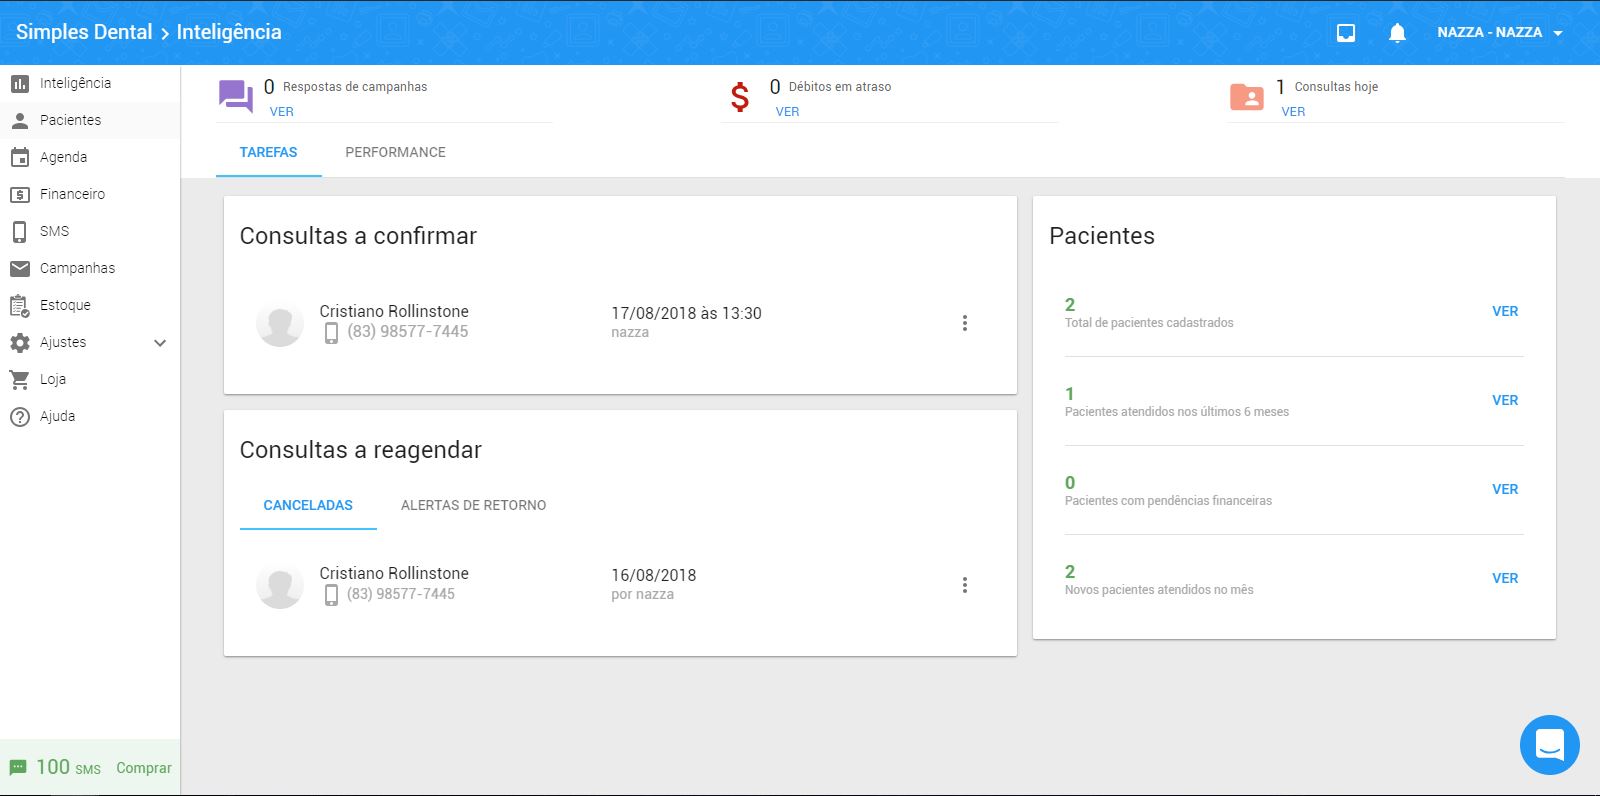 Simples Dental > Inteligência
NAZZA - NAZZA
Inteligência
Pacientes
Agenda
Financeiro
SMS
Campanhas
Estoque
Ajustes
Loja
Ajuda
100 SMS Comprar
0 Respostas de campanhas
VER
0 Débitos em atraso
VER
1 Consultas hoje
VER
TAREFAS PERFORMANCE
Consultas a confirmar
Cristiano Rollinstone
(83) 98577-7445
17/08/2018 às 13:30
nazza
Consultas a reagendar
CANCELADAS ALERTAS DE RETORNO
Cristiano Rollinstone
(83) 98577-7445
16/08/2018
por nazza
Pacientes
2
Total de pacientes cadastrados
VER
1
Pacientes atendidos nos últimos 6 meses
VER
0
Pacientes com pendências financeiras
VER
2
Novos pacientes atendidos no mês
VER